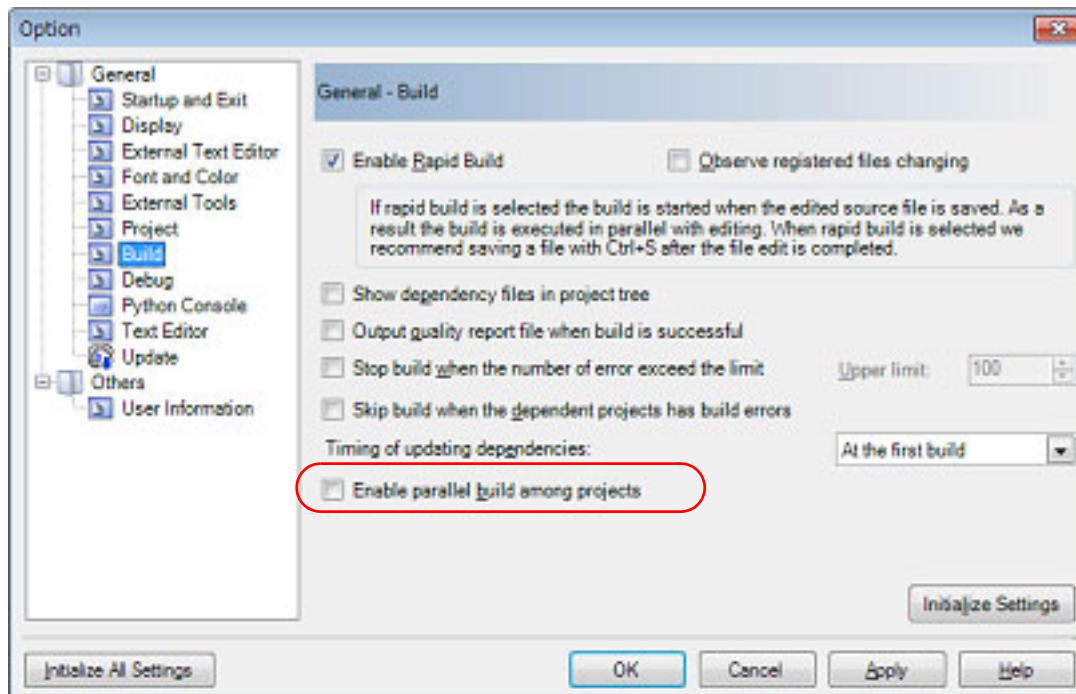 Option
General
Startup and Exit
Display
External Text Editor
Font and Color
External Tools
Project
Build
Debug
Python Console
Text Editor
Update
Others
User Information
General - Build
Enable Rapid Build
Observe registered files changing
If rapid build is selected the build is started when the edited source file is saved. As a
result the build is executed in parallel with editing. When rapid build is selected we
recommend saving a file with Ctrl+S after the file edit is completed.
Show dependency files in project tree
Output quality report file when build is successful
Stop build when the number of error exceed the limit
Upper limit:
100
Skip build when the dependent projects has build errors
Timing of updating dependencies:
At the first build
Enable parallel build among projects
Initialize Settings
Initialize All Settings
OK
Cancel
Apply
Help